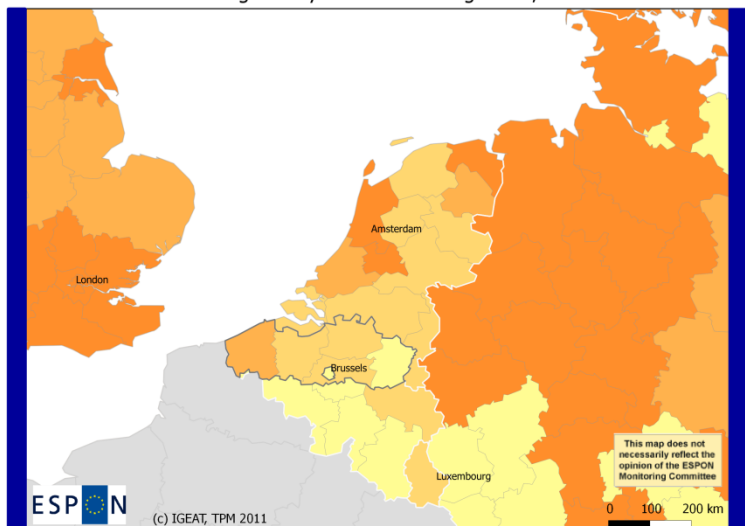 Amsterdam
London
Brussels
This map does not
necessarily reflect the
opinion of the ESPON
Monitoring Committee
Luxembourg
ESPON
0 100 200 km
(c) IGEAT, TPM 2011